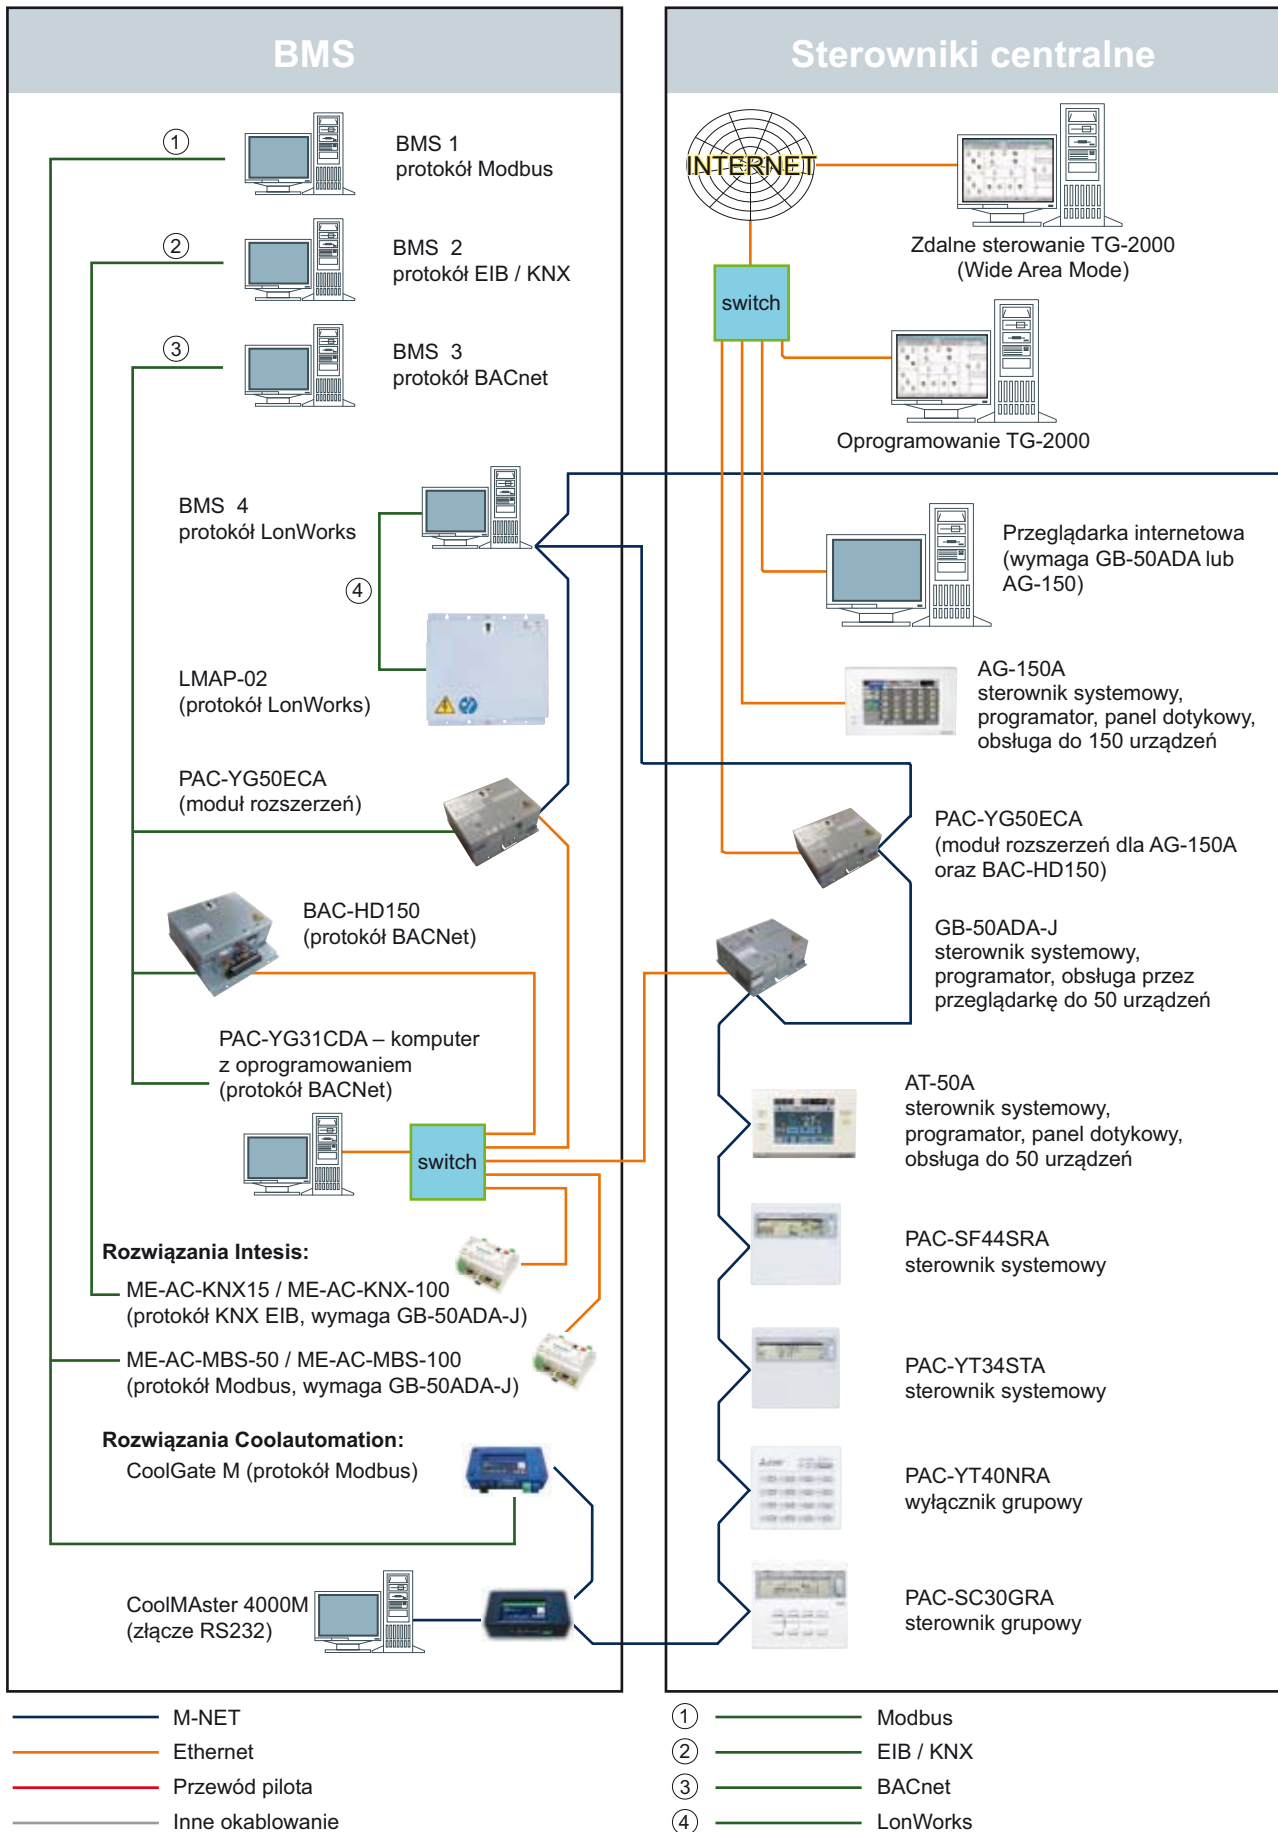 BMS
1
BMS 1
protokół Modbus
2
BMS 2
protokół EIB / KNX
3
BMS 3
protokół BACnet
BMS 4
protokół LonWorks
4
LMAP-02
(protokół LonWorks)
PAC-YG50ECA
(moduł rozszerzeń)
BAC-HD150
(protokół BACNet)
PAC-YG31CDA – komputer
z oprogramowaniem
(protokół BACNet)
switch
Rozwiązania Intesis:
ME-AC-KNX15 / ME-AC-KNX-100
(protokół KNX EIB, wymaga GB-50ADA-J)
ME-AC-MBS-50 / ME-AC-MBS-100
(protokół Modbus, wymaga GB-50ADA-J)
Rozwiązania Coolautomation:
CoolGate M (protokół Modbus)
CoolMAster 4000M
(złącze RS232)
Sterowniki centralne
INTERNET
Zdalne sterowanie TG-2000
(Wide Area Mode)
switch
Oprogramowanie TG-2000
Przeglądarka internetowa
(wymaga GB-50ADA lub
AG-150)
AG-150A
sterownik systemowy,
programator, panel dotykowy,
obsługa do 150 urządzeń
PAC-YG50ECA
(moduł rozszerzeń dla AG-150A
oraz BAC-HD150)
GB-50ADA-J
sterownik systemowy,
programator, obsługa przez
przeglądarkę do 50 urządzeń
AT-50A
sterownik systemowy,
programator, panel dotykowy,
obsługa do 50 urządzeń
PAC-SF44SRA
sterownik systemowy
PAC-YT34STA
sterownik systemowy
PAC-YT40NRA
wyłącznik grupowy
PAC-SC30GRA
sterownik grupowy
M-NET
Ethernet
Przewód pilota
Inne okablowanie
1 Modbus
2 EIB / KNX
3 BACnet
4 LonWorks